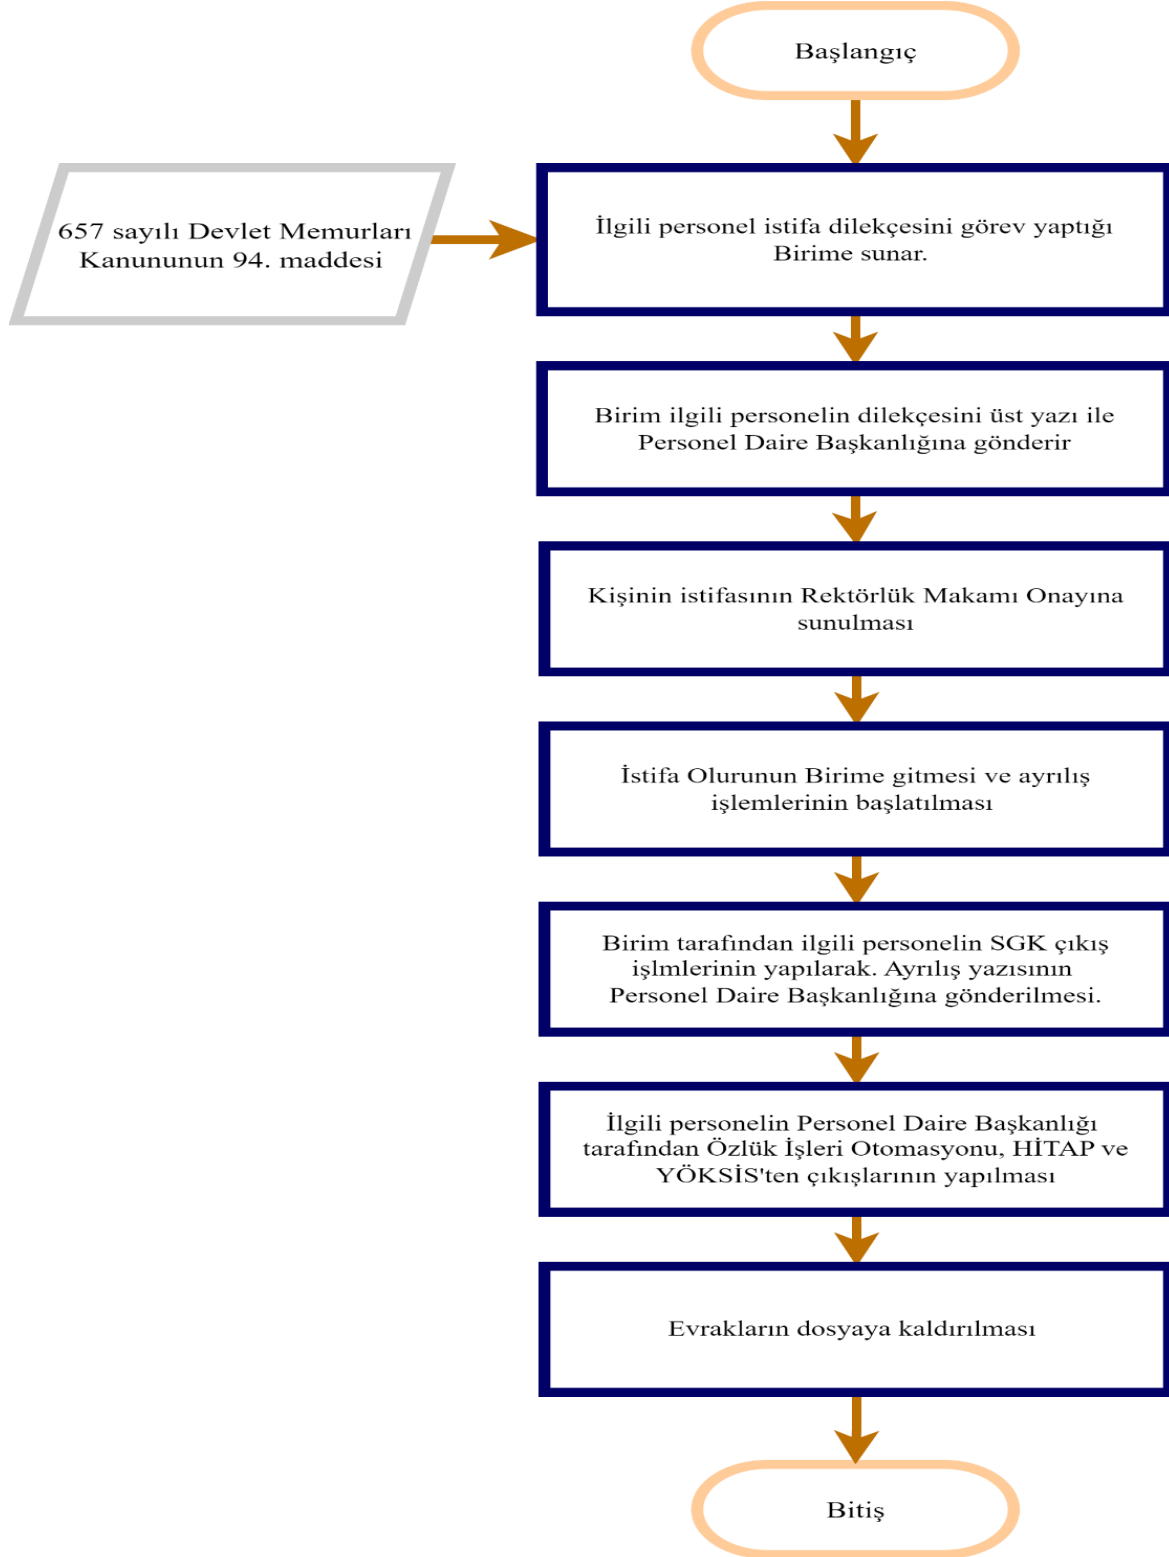 Başlangıç
657 sayılı Devlet Memurları
Kanununun 94. maddesi
İlgili personel istifa dilekçesini görev yaptığı
Birime sunar.
Birim ilgili personelin dilekçesini üst yazı ile
Personel Daire Başkanlığına gönderir
Kişinin istifasının Rektörlük Makamı Onayına
sunulması
İstifa Olurunun Birime gitmesi ve ayrılış
işlemlerinin başlatılması
Birim tarafından ilgili personelin SGK çıkış
işlmlerinin yapılarak. Ayrılış yazısının
Personel Daire Başkanlığına gönderilmesi.
İlgili personelin Personel Daire Başkanlığı
tarafından Özlük İşleri Otomasyonu, HİTAP ve
YÖKSİS'ten çıkışlarının yapılması
Evrakların dosyaya kaldırılması
Bitiş